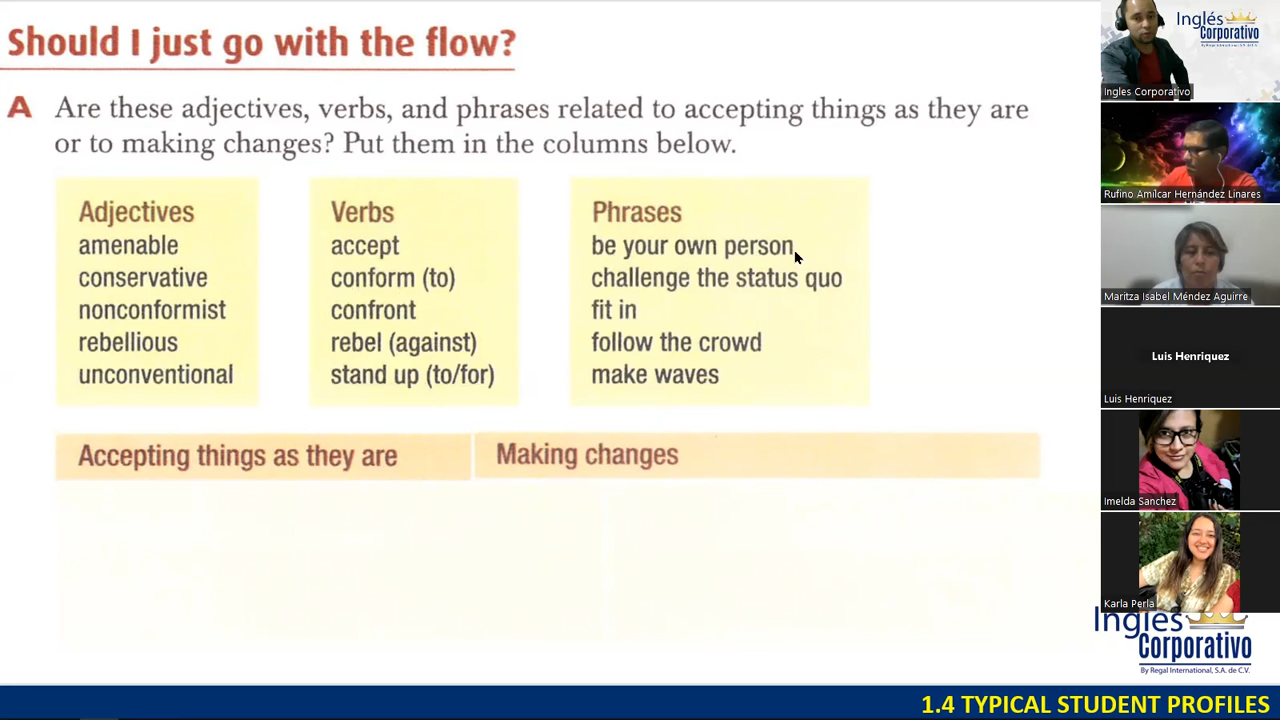 Should I just go with the flow?
A Are these adjectives, verbs, and phrases related to accepting things as they are
or to making changes? Put them in the columns below.
Adjectives
amenable
conservative
nonconformist
rebellious
unconventional
Verbs
accept
conform (to)
confront
rebel (against)
stand up (to/for)
Phrases
be your own person
challenge the status quo
fit in
follow the crowd
make waves
Accepting things as they are
Making changes
Inglés
Corporativo
By Regal International, S.A. de C.V.
Ingles Corporativo
Rufino Amílcar Hernández Linares
Maritza Isabel Méndez Aguirre
Luis Henriquez
Luis Henriquez
Imelda Sanchez
Karla Perla
Inglés
Corporativo
By Regal International, S.A. de C.V.
1.4 TYPICAL STUDENT PROFILES